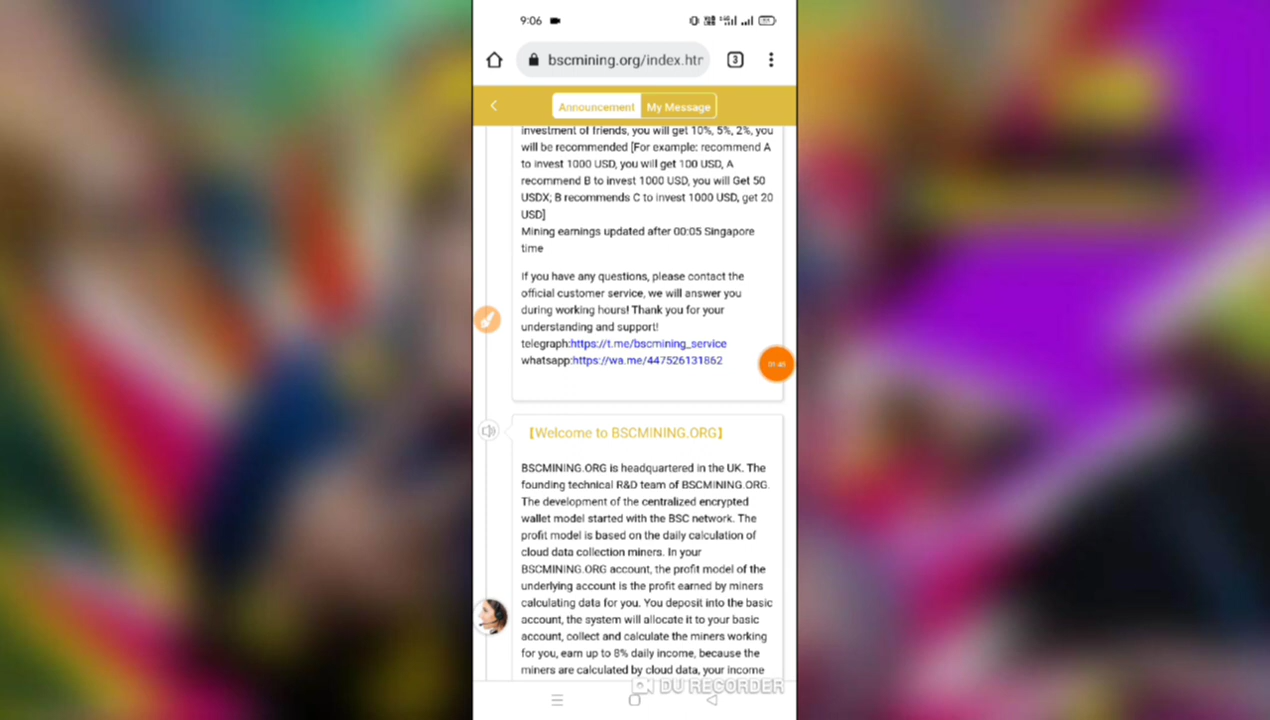 9:06
bscmining.org/index.htr
3
Announcement
My Message
investment of friends, you will get 10%, 5%, 2%, you
will be recommended [For example: recommend A
to invest 1000 USD, you will get 100 USD, A
recommend B to invest 1000 USD, you will Get 50
USDX; B recommends C to invest 1000 USD, get 20
USD]
Mining earnings updated after 00:05 Singapore
time
If you have any questions, please contact the
official customer service, we will answer you
during working hours! Thank you for your
understanding and support!
telegraph:https://t.me/bscmining_service
whatsapp:https://wa.me/447526131862
01:45
【Welcome to BSCMINING.ORG】
BSCMINING.ORG is headquartered in the UK. The
founding technical R&D team of BSCMINING.ORG.
The development of the centralized encrypted
wallet model started with the BSC network. The
profit model is based on the daily calculation of
cloud data collection miners. In your
BSCMINING.ORG account, the profit model of the
underlying account is the profit earned by miners
calculating data for you. You deposit into the basic
account, the system will allocate it to your basic
account, collect and calculate the miners working
for you, earn up to 8% daily income, because the
miners are calculated by cloud data, your income
DU RECORDER